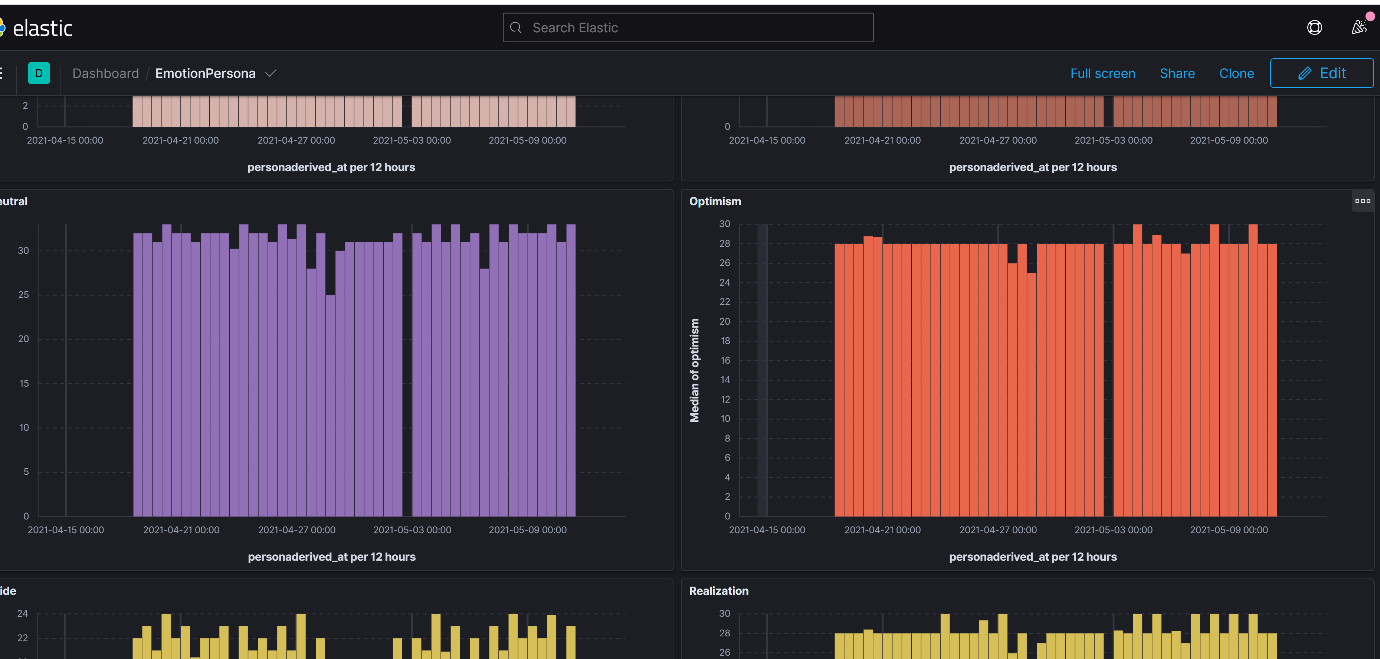 elastic
Search Elastic
D
Dashboard / EmotionPersona
Full screen
Share
Clone
Edit
2
0
2021-04-15 00:00 2021-04-21 00:00 2021-04-27 00:00 2021-05-03 00:00 2021-05-09 00:00
personaderived_at per 12 hours
0
2021-04-15 00:00 2021-04-21 00:00 2021-04-27 00:00 2021-05-03 00:00 2021-05-09 00:00
personaderived_at per 12 hours
eutral
30
25
20
15
10
5
0
2021-04-15 00:00 2021-04-21 00:00 2021-04-27 00:00 2021-05-03 00:00 2021-05-09 00:00
personaderived_at per 12 hours
Optimism
Median of optimism
30
28
26
24
22
20
18
16
14
12
10
8
6
4
2
0
2021-04-15 00:00 2021-04-21 00:00 2021-04-27 00:00 2021-05-03 00:00 2021-05-09 00:00
personaderived_at per 12 hours
ide
24
22
Realization
30
28
26